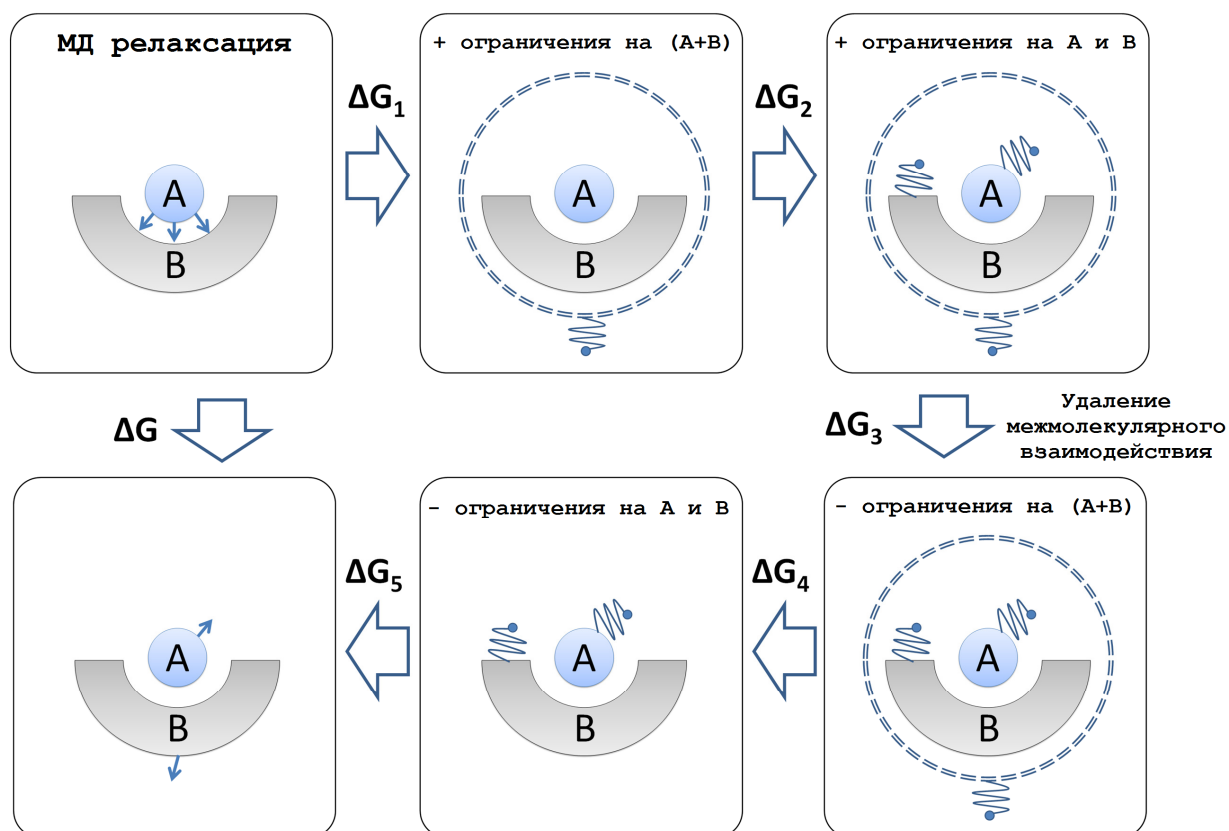 МД релаксация
+ ограничения на (А+В)
+ ограничения на А и В
ΔG1
ΔG2
A
B
A
B
A
B
ΔG
ΔG3
Удаление
межмолекулярного
взаимодействия
- ограничения на А и В
- ограничения на (А+В)
ΔG5
ΔG4
A
B
A
B
A
B